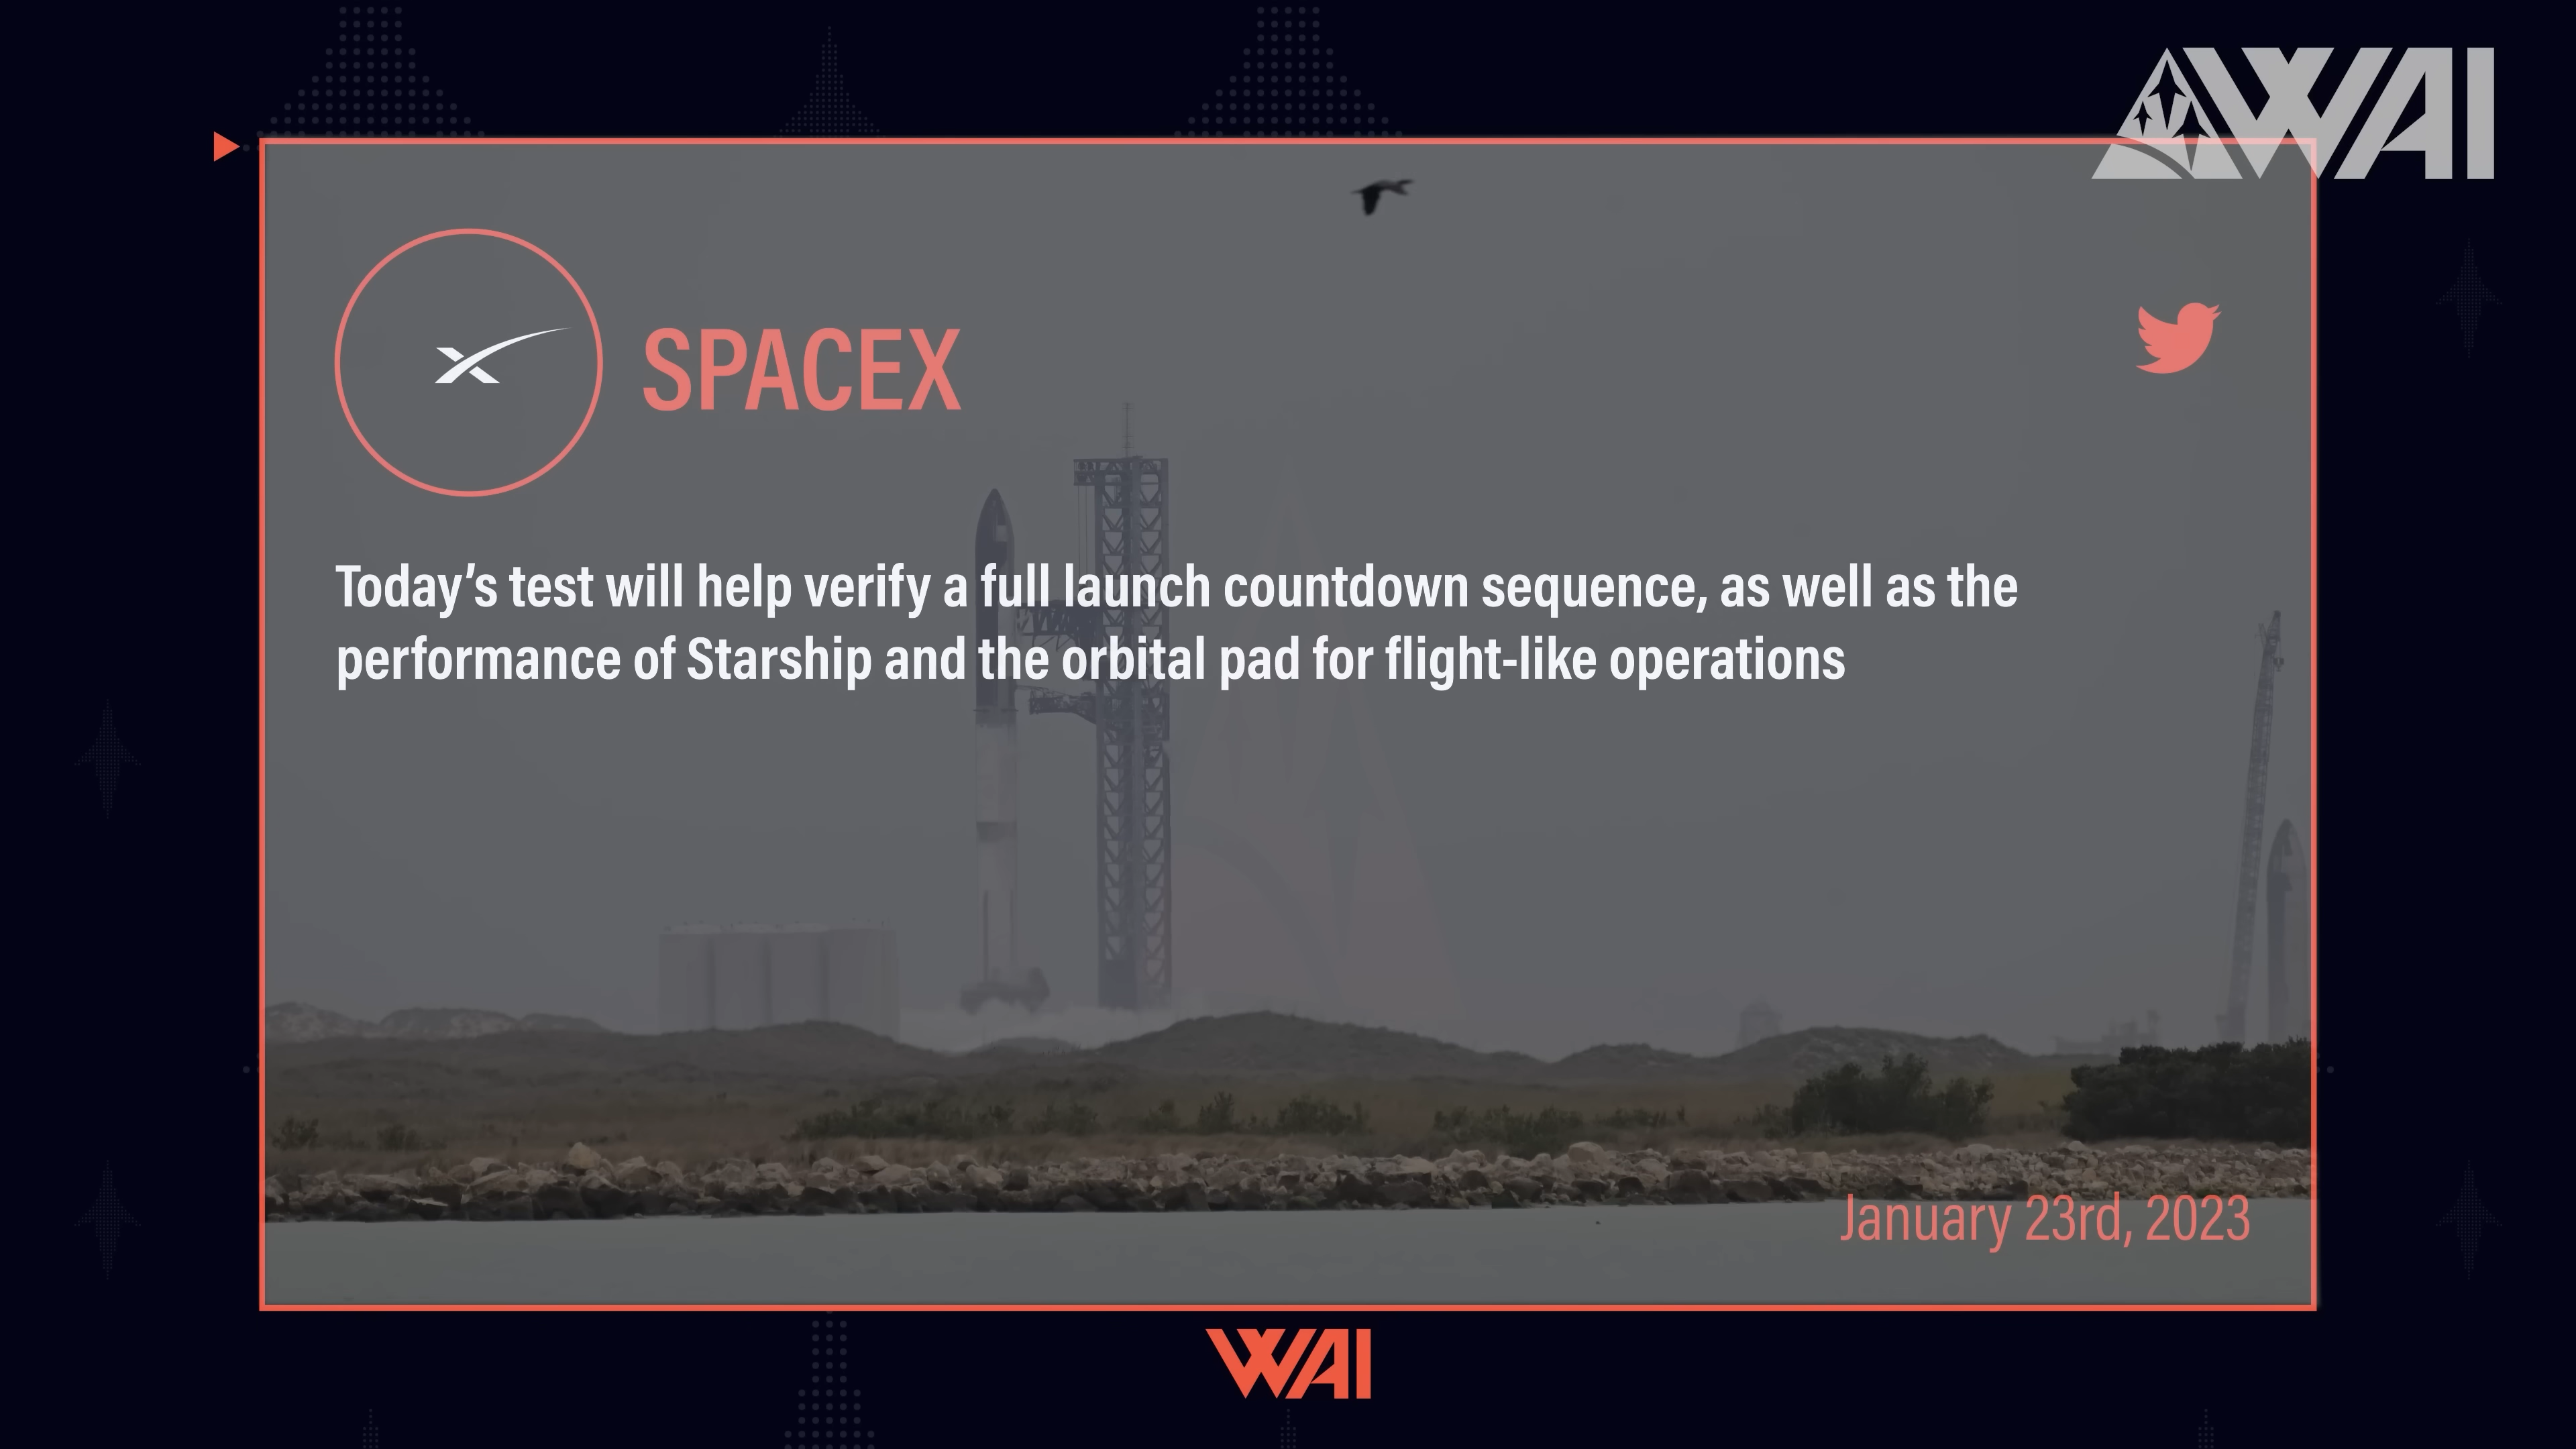 WAI
SPACEX
Today’s test will help verify a full launch countdown sequence, as well as the
performance of Starship and the orbital pad for flight-like operations
January 23rd, 2023
WAI